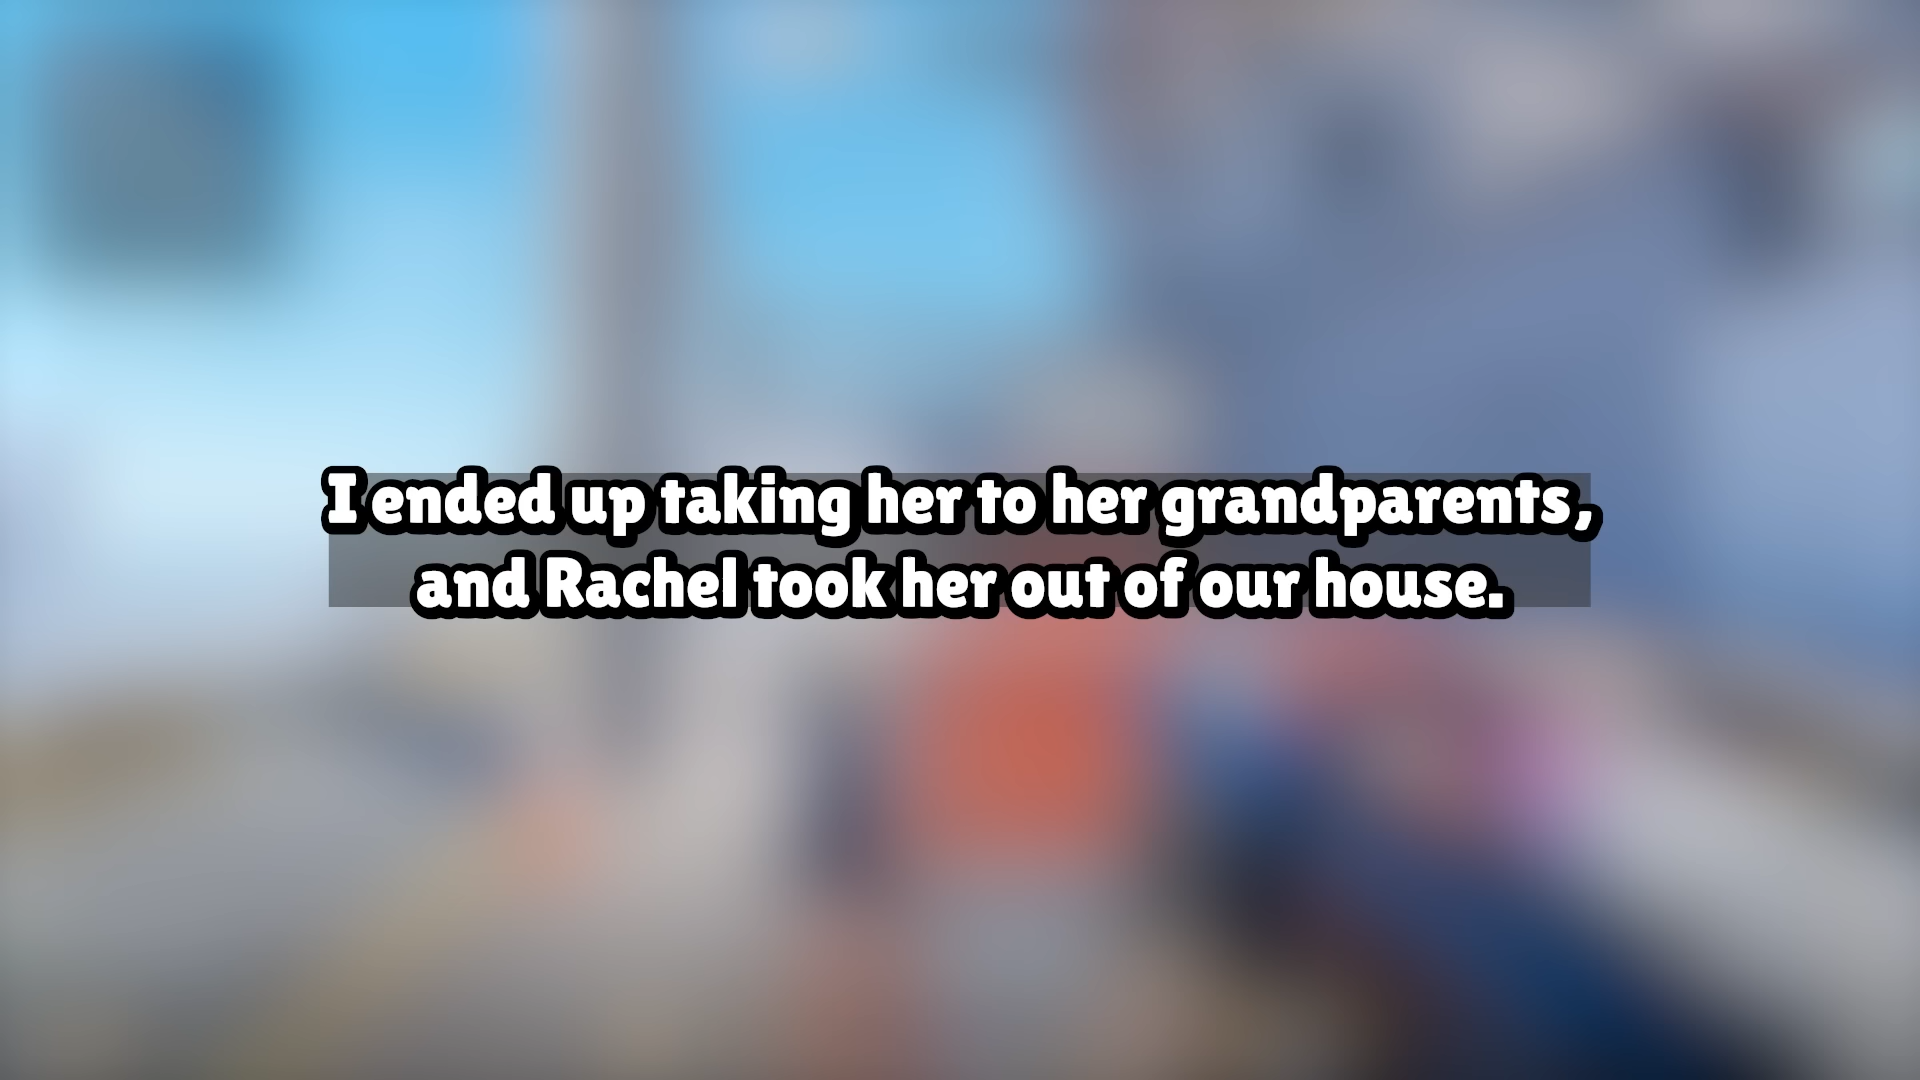 I ended up taking her to her grandparents,
and Rachel took her out of our house.